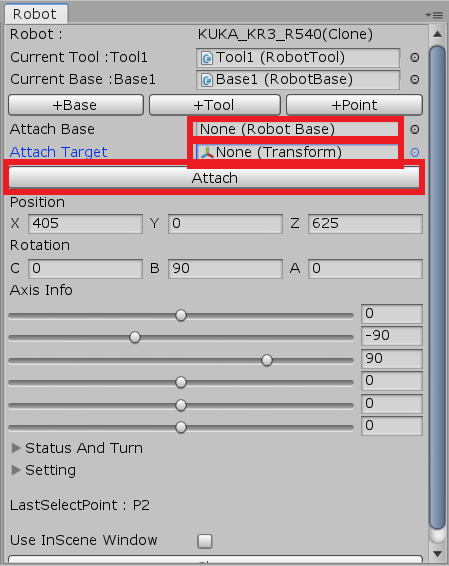 Robot
Robot : KUKA_KR3_R540(Clone)
Current Tool :Tool1 Tool1 (RobotTool)
Current Base :Base1 Base1 (RobotBase)
+Base +Tool +Point
Attach Base None (Robot Base)
Attach Target None (Transform)
Attach
Position
X 405 Y 0 Z 625
Rotation
C 0 B 90 A 0
Axis Info
0
-90
90
0
0
0
Status And Turn
Setting
LastSelectPoint : P2
Use InScene Window